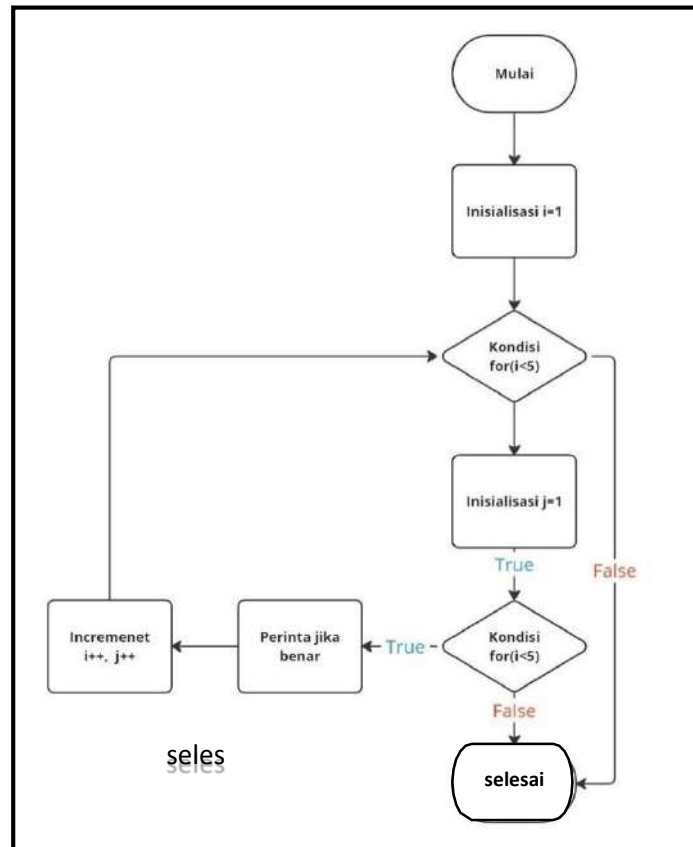 Mulai
Inisialisasi i=1
Kondisi
for(i<5)
Inisialisasi j=1
True
False
Kondisi
for(i<5)
True
Perinta jika
benar
Incremenet
i++, j++
False
selesai
seles
seles